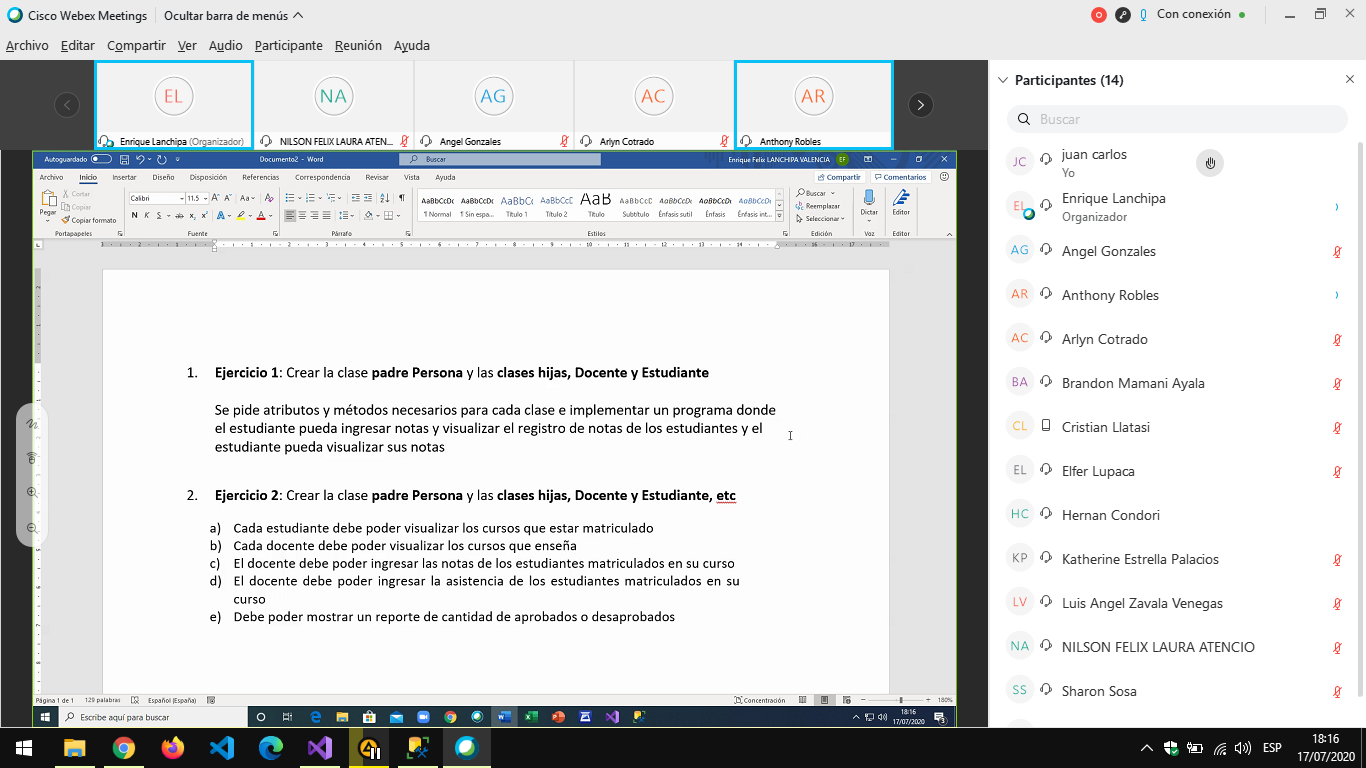 Cisco Webex Meetings
Ocultar barra de menús
Con conexión
Archivo Editar Compartir Ver Audio Participante Reunión Ayuda
EL NA AG AC AR
Enrique Lanchipa (Organizador) NILSON FELIX LAURA ATEN... Angel Gonzales Arlyn Cotrado Anthony Robles
Autoguardado Documento2 - Word Buscar Enrique Felix LANCHIPA VALENCIA EF
Archivo Inicio Insertar Diseño Disposición Referencias Correspondencia Revisar Vista Ayuda Compartir Comentarios
Pegar
Cortar
Copiar
Copiar formato
Calibri 11.5
N K S
AaBbCcDc AaBbCcDc AaBbCc AaBbCcC AaB AaBbCcC AaBbCcDc AaBbCcDc AaBbCcDc
¶ Normal ¶ Sin espa... Título 1 Título 2 Título Subtítulo Énfasis sutil Énfasis Énfasis int...
Buscar
Reemplazar
Seleccionar
Dictar
Editor
Portapapeles Fuente Párrafo Estilos Edición Voz Editor
1. Ejercicio 1: Crear la clase padre Persona y las clases hijas, Docente y Estudiante
Se pide atributos y métodos necesarios para cada clase e implementar un programa donde
el estudiante pueda ingresar notas y visualizar el registro de notas de los estudiantes y el
estudiante pueda visualizar sus notas
2. Ejercicio 2: Crear la clase padre Persona y las clases hijas, Docente y Estudiante, etc
a) Cada estudiante debe poder visualizar los cursos que estar matriculado
b) Cada docente debe poder visualizar los cursos que enseña
c) El docente debe poder ingresar las notas de los estudiantes matriculados en su curso
d) El docente debe poder ingresar la asistencia de los estudiantes matriculados en su
curso
e) Debe poder mostrar un reporte de cantidad de aprobados o desaprobados
Página 1 de 1 129 palabras Español (España) Concentración 180%
Escribe aquí para buscar
18:16
17/07/2020
Participantes (14)
Buscar
JC juan carlos
Yo
EL Enrique Lanchipa
Organizador
AG Angel Gonzales
AR Anthony Robles
AC Arlyn Cotrado
BA Brandon Mamani Ayala
CL Cristian Llatasi
EL Elfer Lupaca
HC Hernan Condori
KP Katherine Estrella Palacios
LV Luis Angel Zavala Venegas
NA NILSON FELIX LAURA ATENCIO
SS Sharon Sosa
ESP
18:16
17/07/2020